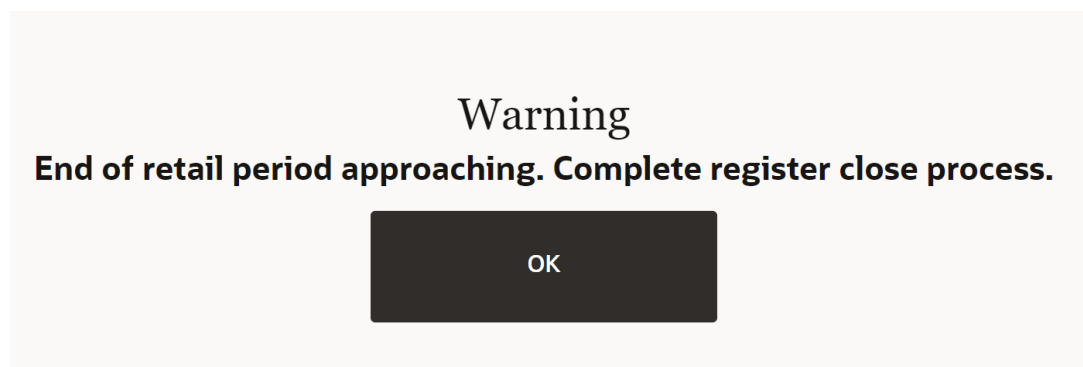 Warning
End of retail period approaching. Complete register close process.
OK